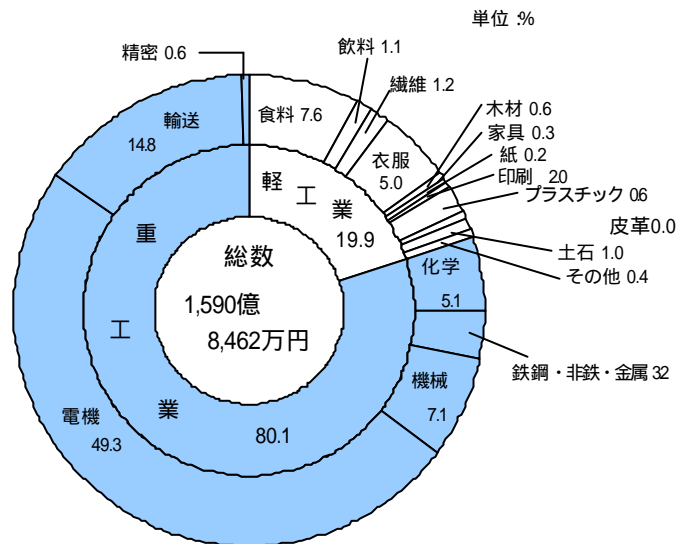 単位 :%
精密 0.6
飲料 1.1
繊維 1.2
食料 7.6
輸送
14.8
衣服
5.0
木材 0.6
家具 0.3
紙 0.2
印刷 20
プラスチック 0.6
皮革0.0
土石 1.0
その他 0.4
軽工業
19.9
重工業
80.1
総数
1,590億
8,462万円
化学
5.1
鉄鋼・非鉄・金属 32
機械
7.1
電機
49.3